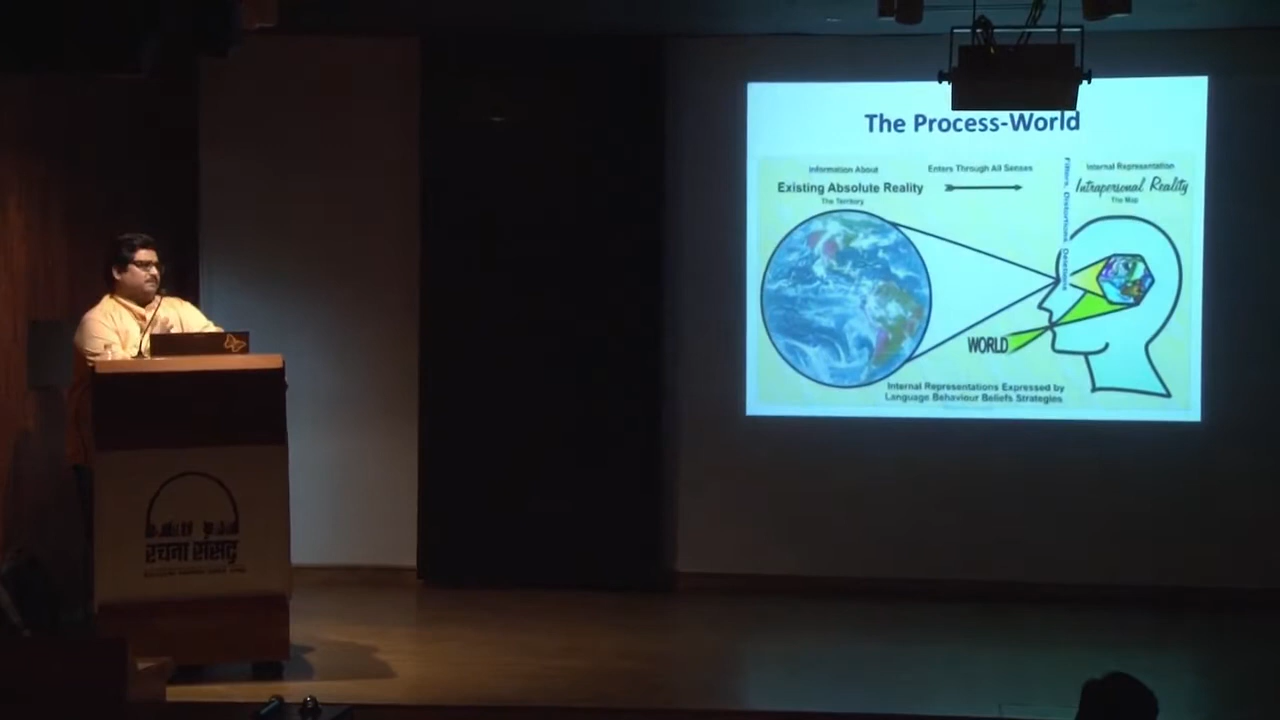 The Process-World
Information About
Existing Absolute Reality
The Territory
Enters Through All Senses
Filters, Distortions, Deletions
Internal Representation
Intrapersonal Reality
The Map
WORLD
Internal Representations Expressed by
Language Behaviour Beliefs Strategies
रचना संसद